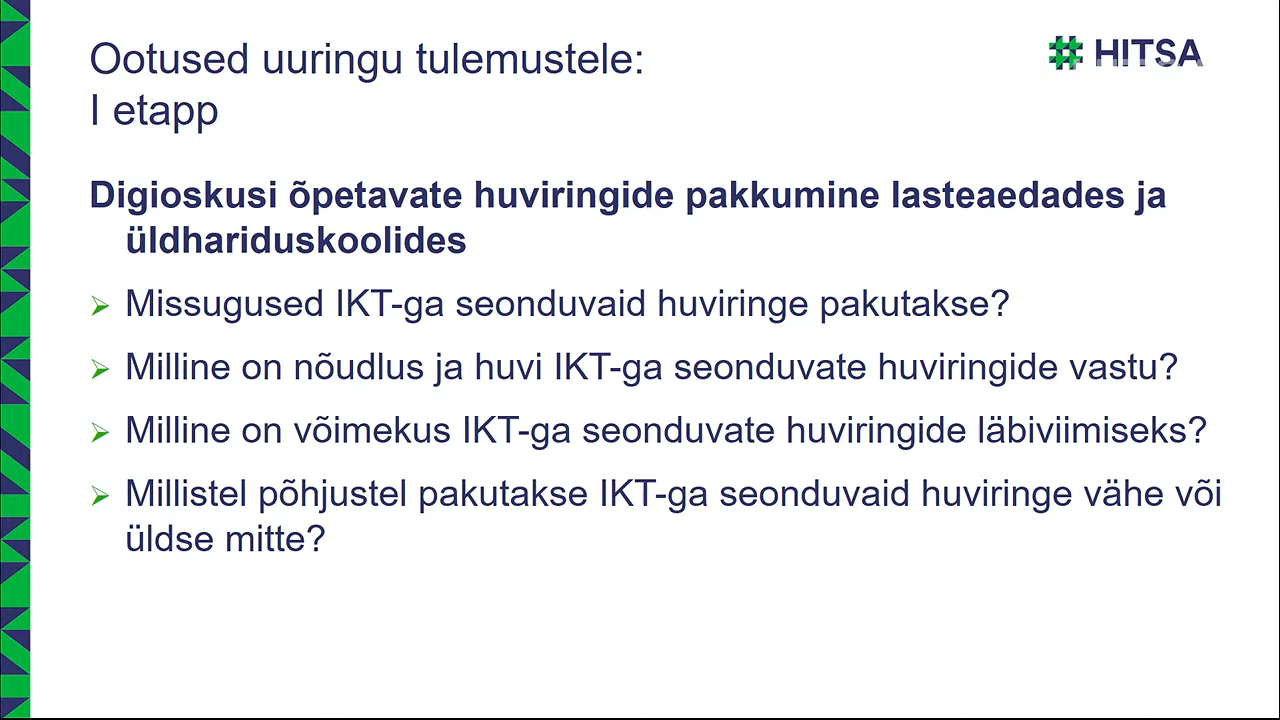 Ootused uuringu tulemustele:
I etapp
HITSA
Digioskusi õpetavate huviringide pakkumine lasteaedades ja
üldhariduskoolides
Missugused IKT-ga seonduvaid huviringe pakutakse?
Milline on nõudlus ja huvi IKT-ga seonduvate huviringide vastu?
Milline on võimekus IKT-ga seonduvate huviringide läbiviimiseks?
Millistel põhjustel pakutakse IKT-ga seonduvaid huviringe vähe või
üldse mitte?